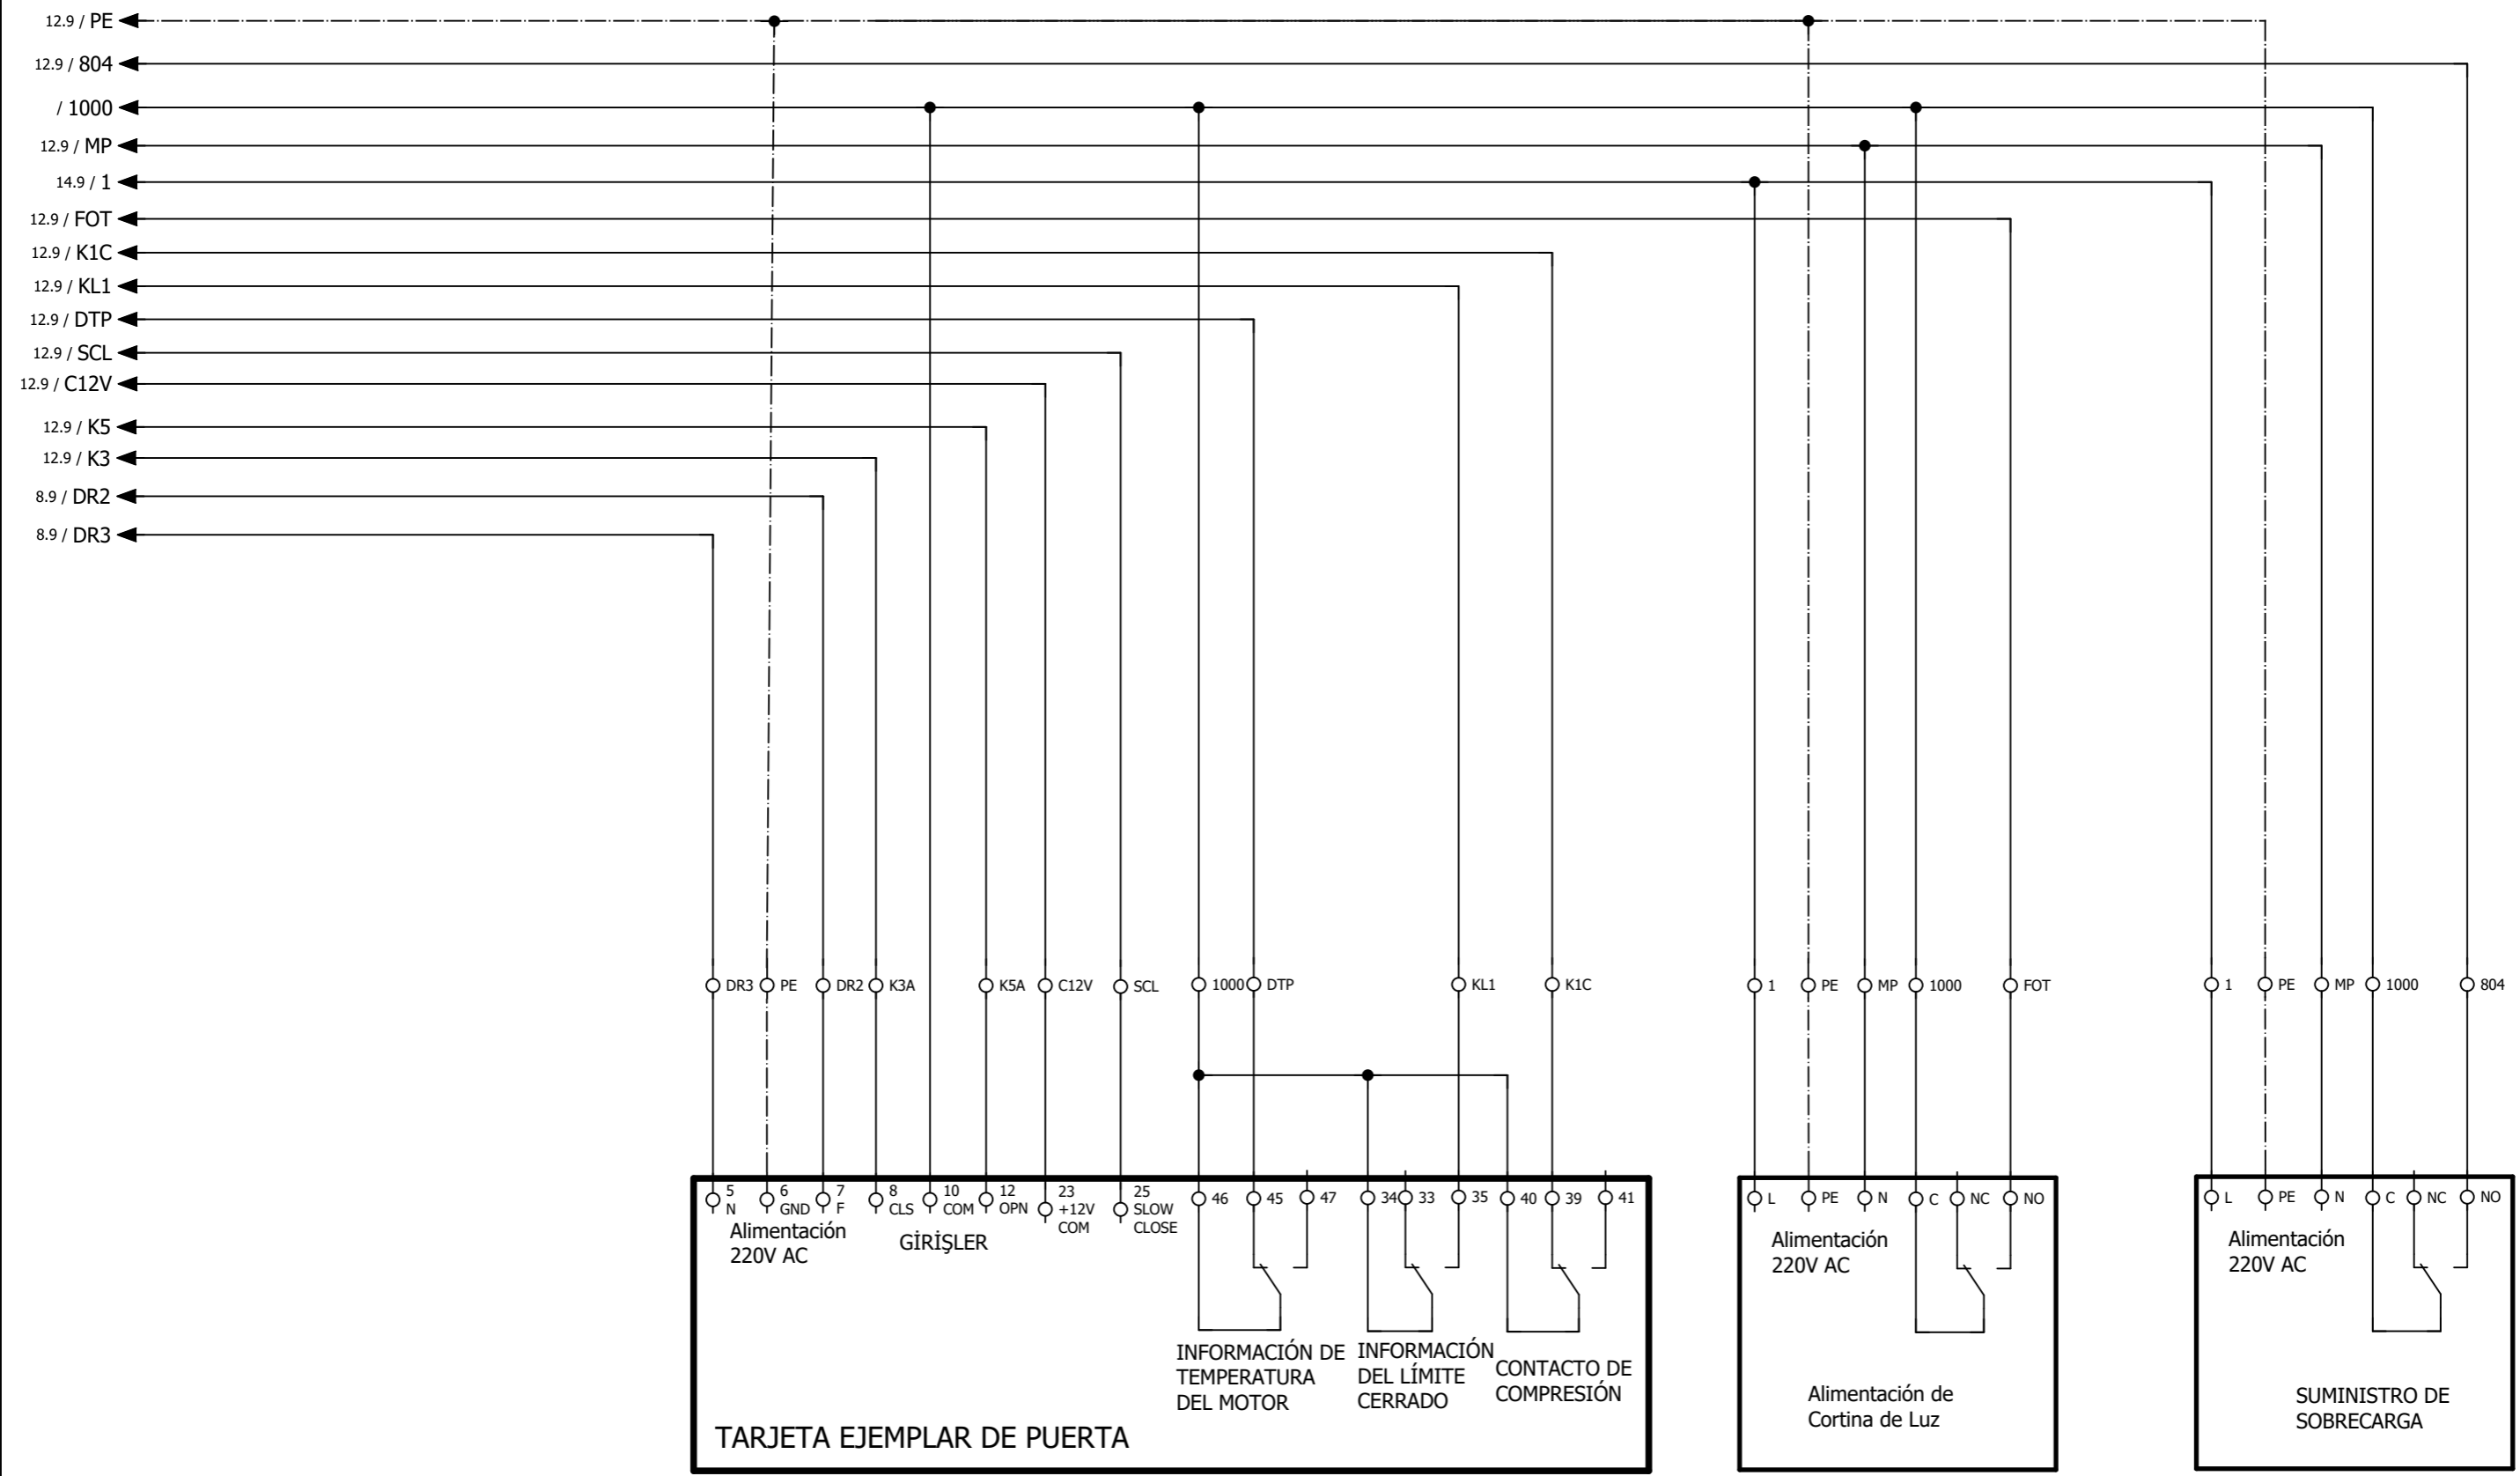 12.9 / PE
12.9 / 804
/ 1000
12.9 / MP
14.9 / 1
12.9 / FOT
12.9 / K1C
12.9 / KL1
12.9 / DTP
12.9 / SCL
12.9 / C12V
12.9 / K5
12.9 / K3
8.9 / DR2
8.9 / DR3
DR3 PE DR2 K3A K5A C12V SCL 1000 DTP KL1 K1C 1 PE MP 1000 FOT 1 PE MP 1000 804
5 6 7 8 10 12 23 25 46 45 47 34 33 35 40 39 41 L PE N C NC NO L PE N C NC NO
N GND F CLS COM OPN +12V SLOW
COM CLOSE
Alimentación
220V AC
GİRİŞLER
INFORMACIÓN DE
TEMPERATURA
DEL MOTOR
INFORMACIÓN
DEL LÍMITE
CERRADO
CONTACTO DE
COMPRESIÓN
TARJETA EJEMPLAR DE PUERTA
Alimentación
220V AC
Alimentación de
Cortina de Luz
Alimentación
220V AC
SUMINISTRO DE
SOBRECARGA